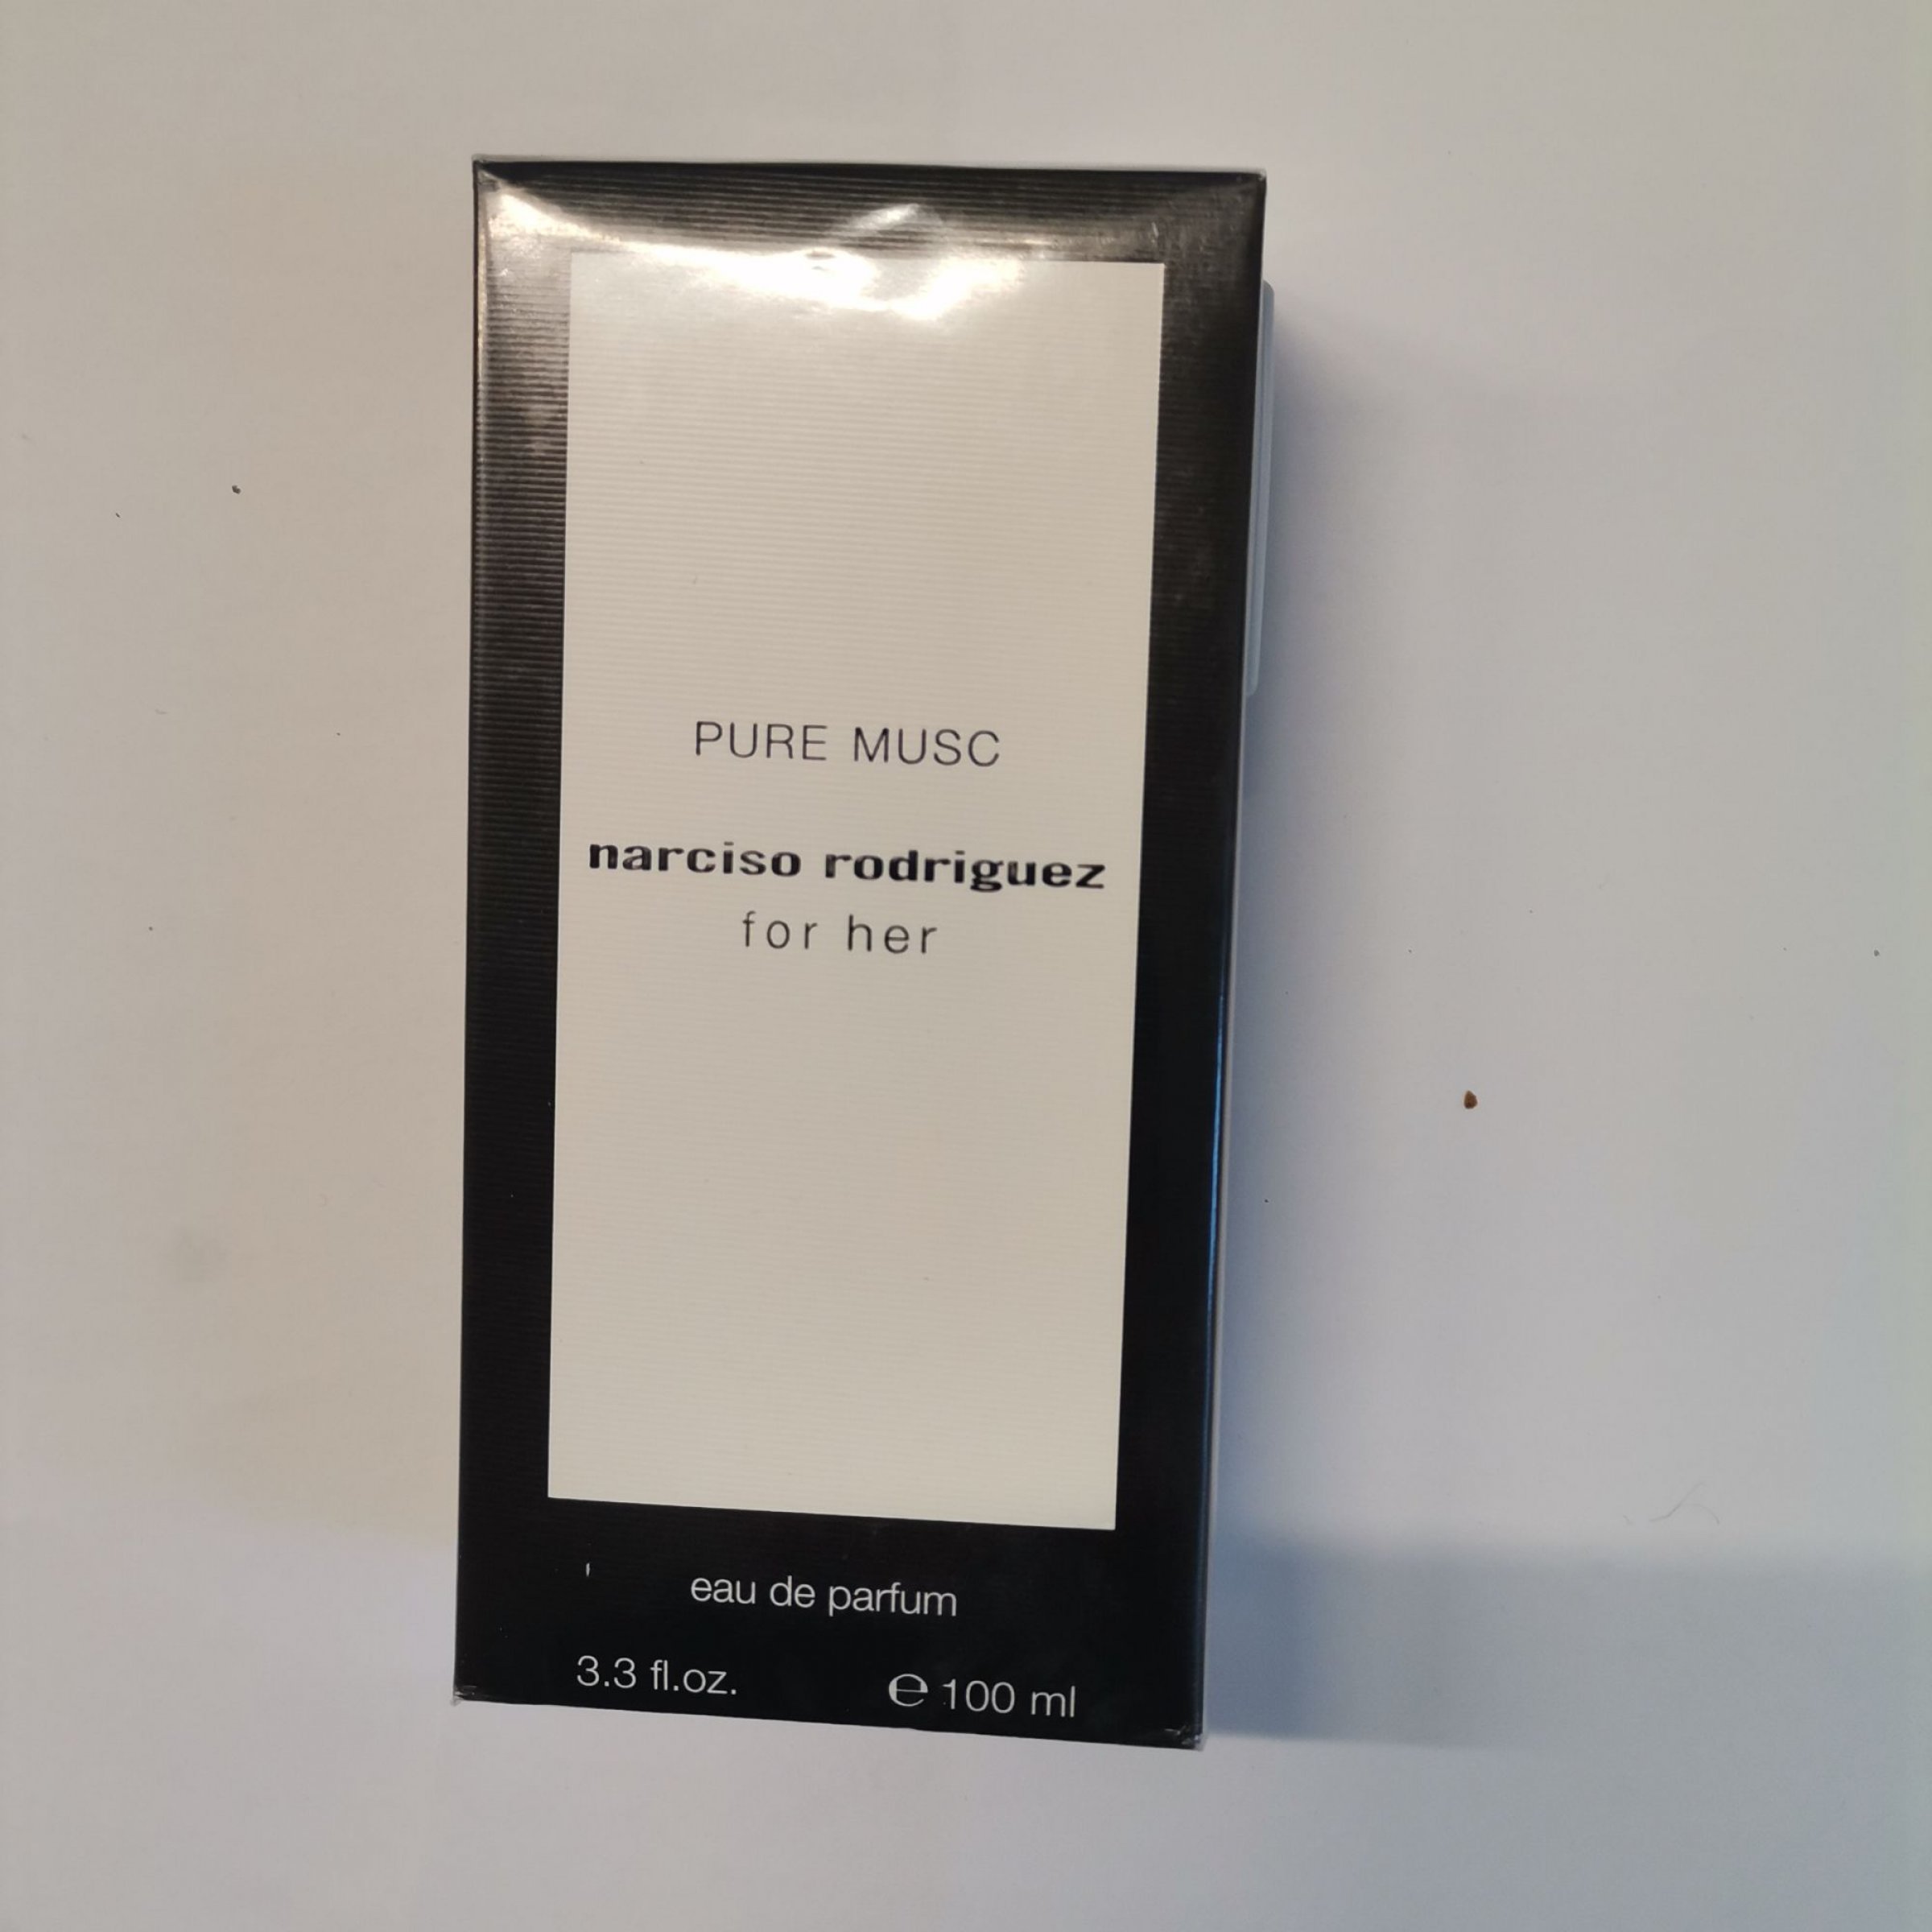 PURE MUSC
narciso rodriguez
for her
eau de parfum
3.3 fl.oz. ℮ 100 ml